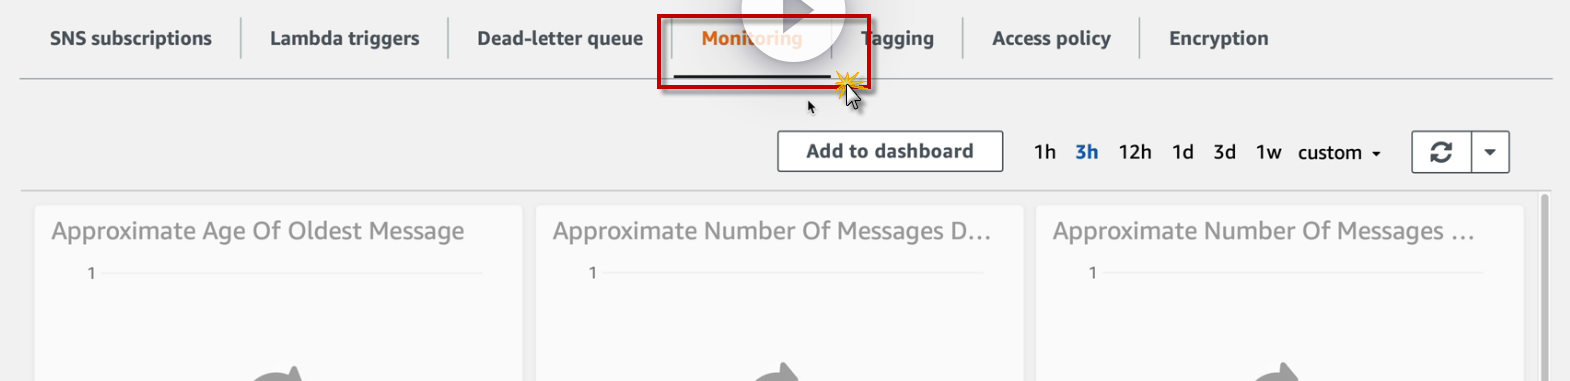 SNS subscriptions Lambda triggers Dead-letter queue Monitoring Tagging Access policy Encryption
Add to dashboard 1h 3h 12h 1d 3d 1w custom
Approximate Age Of Oldest Message Approximate Number Of Messages D... Approximate Number Of Messages ...
1 1 1